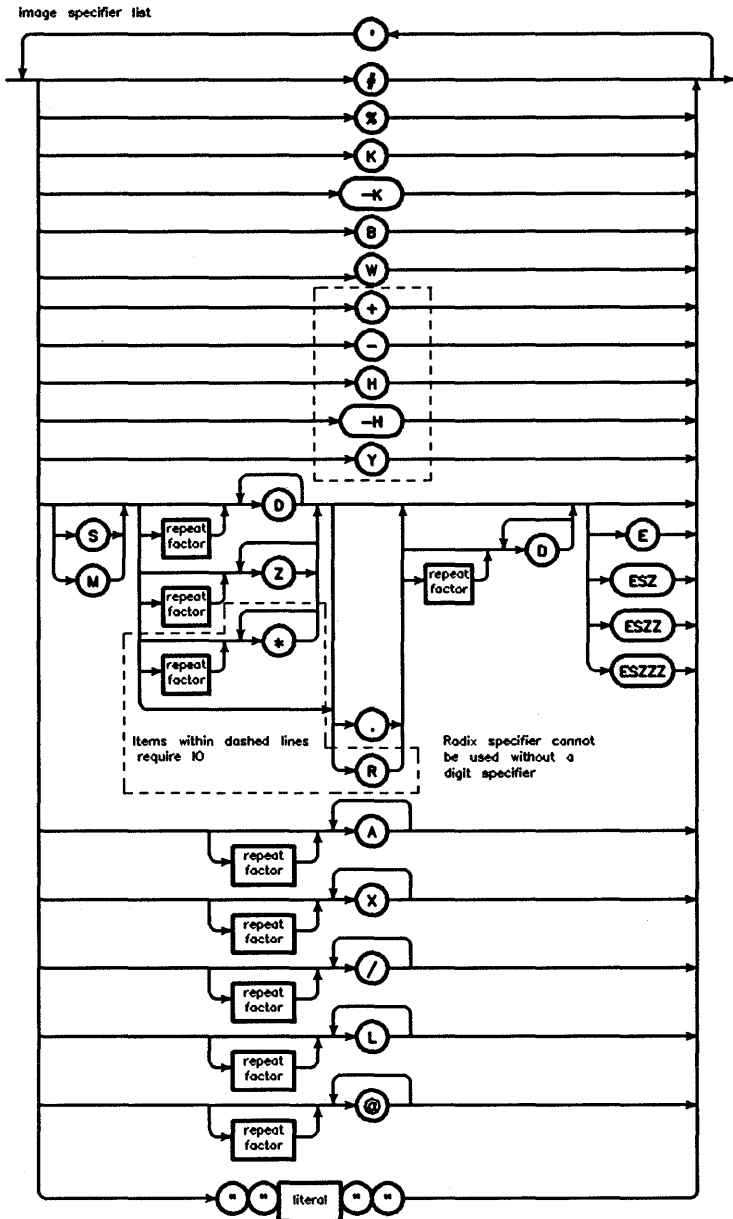 image specifier list
,
#
%
K
-K
B
W
+
-
H
-H
Y
D
S
repeat factor
E
M
Z
D
repeat factor
repeat factor
ESZ
*
ESZZ
repeat factor
ESZZZ
.
Items within dashed lines
require IO
R
Radix specifier cannot
be used without a
digit specifier
A
repeat
factor
X
repeat
factor
/
repeat
factor
L
repeat
factor
@
repeat
factor
" " literal " "